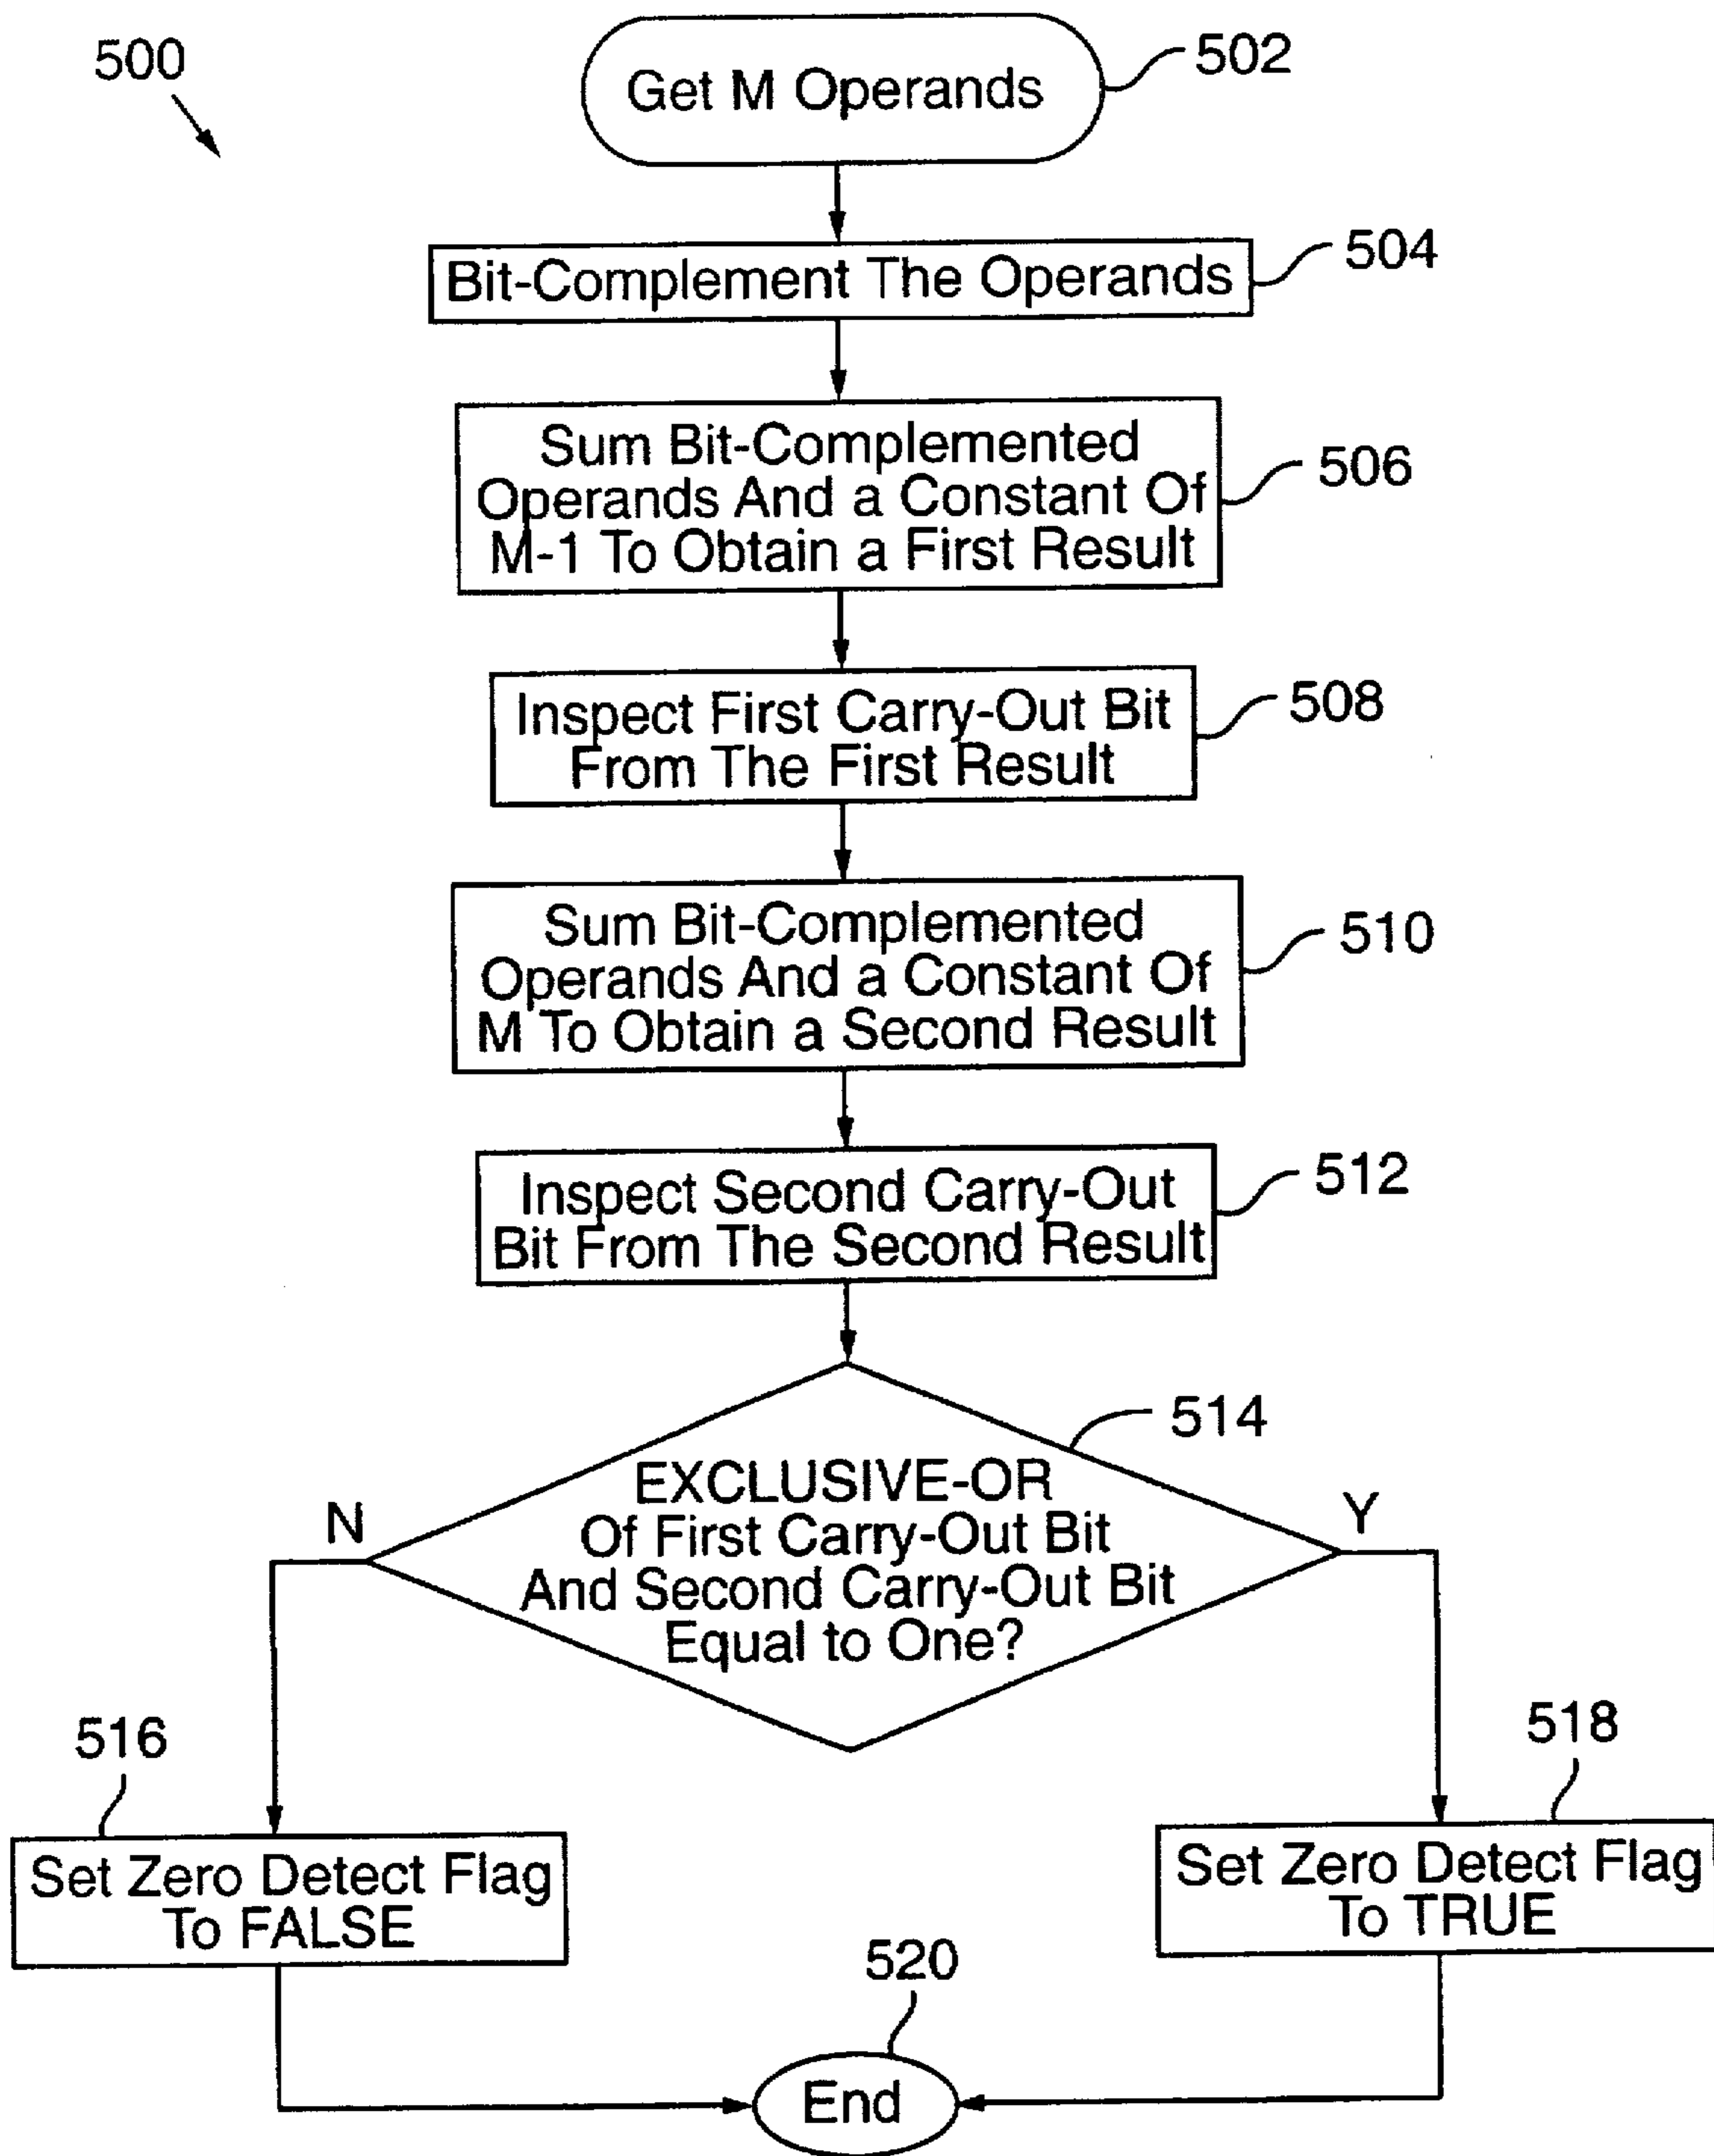 500
Get M Operands
502
Bit-Complement The Operands
504
Sum Bit-Complemented
Operands And a Constant Of
M-1 To Obtain a First Result
506
Inspect First Carry-Out Bit
From The First Result
508
Sum Bit-Complemented
Operands And a Constant Of
M To Obtain a Second Result
510
Inspect Second Carry-Out
Bit From The Second Result
512
514
EXCLUSIVE-OR
Of First Carry-Out Bit
And Second Carry-Out Bit
Equal to One?
N
Y
516
Set Zero Detect Flag
To FALSE
518
Set Zero Detect Flag
To TRUE
520
End